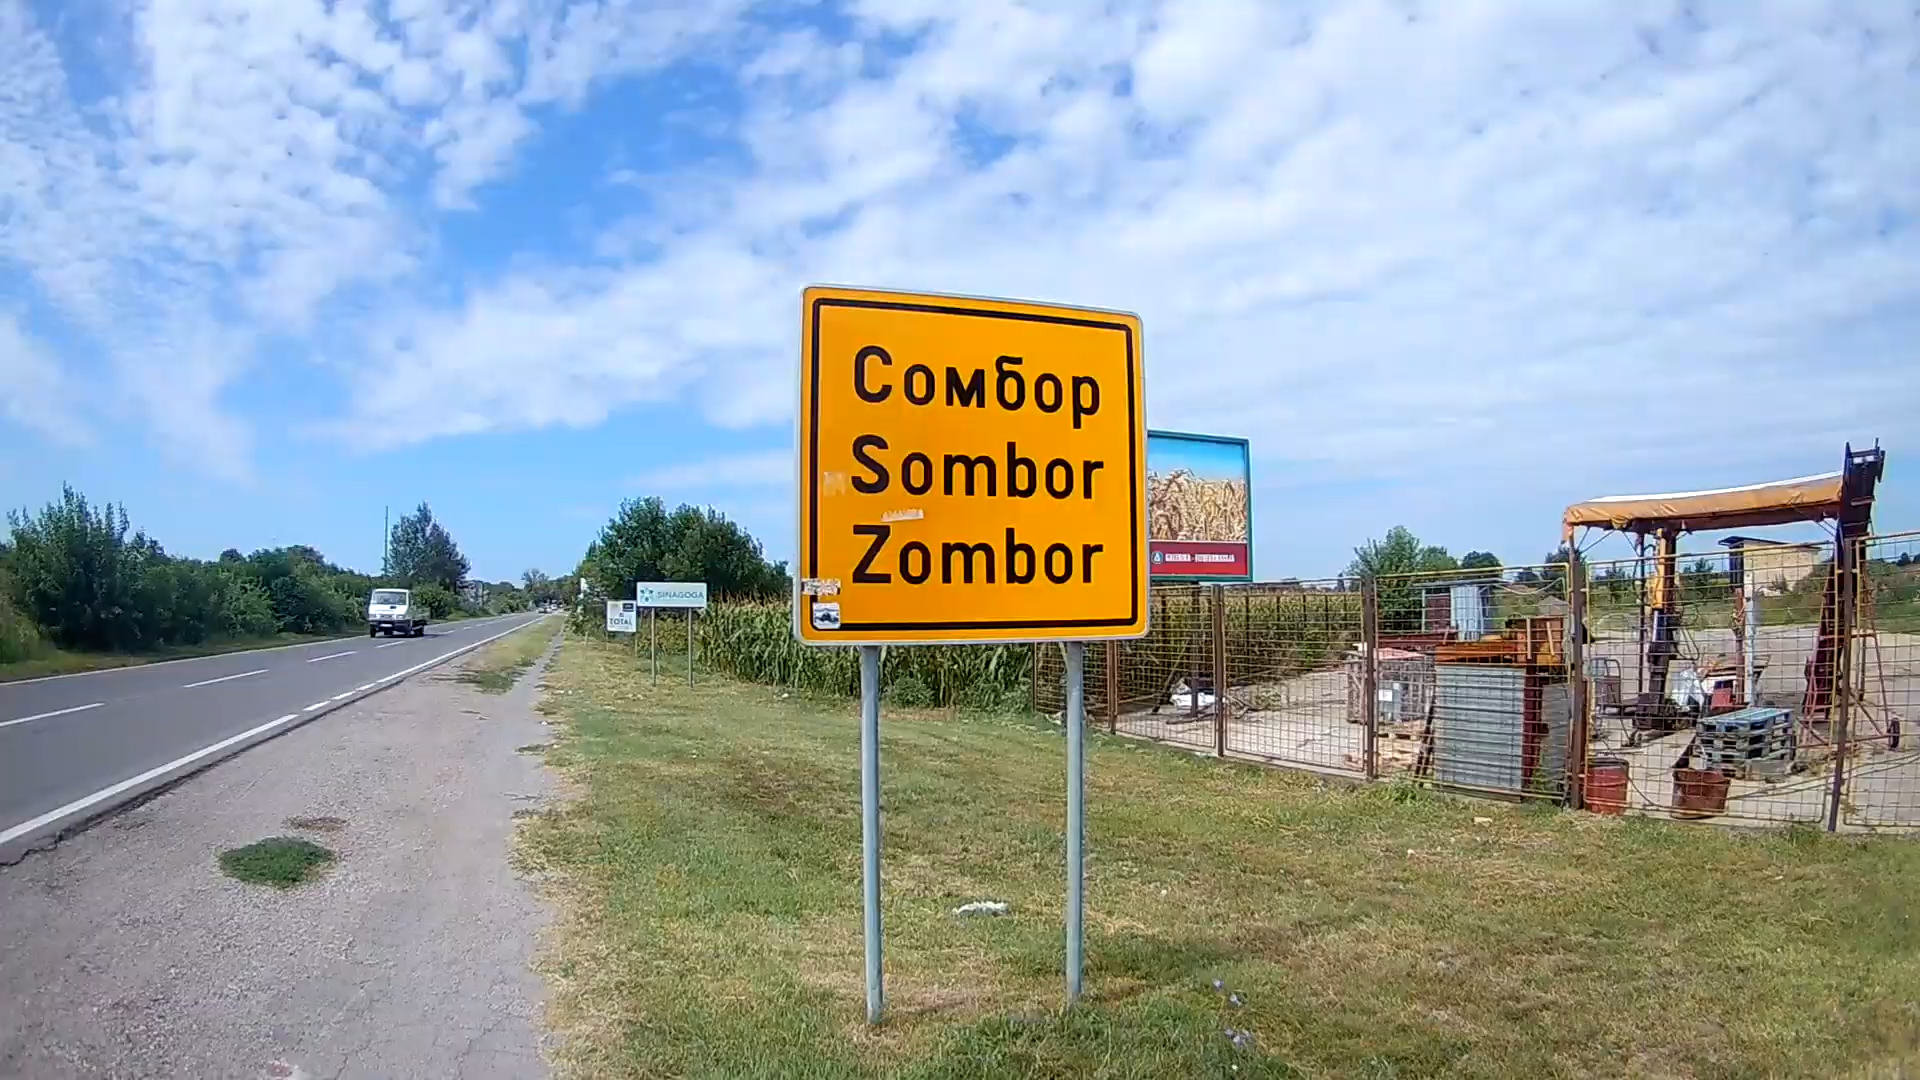 Сомбор
Sombor
Zombor
SINAGOGA
TOTAL